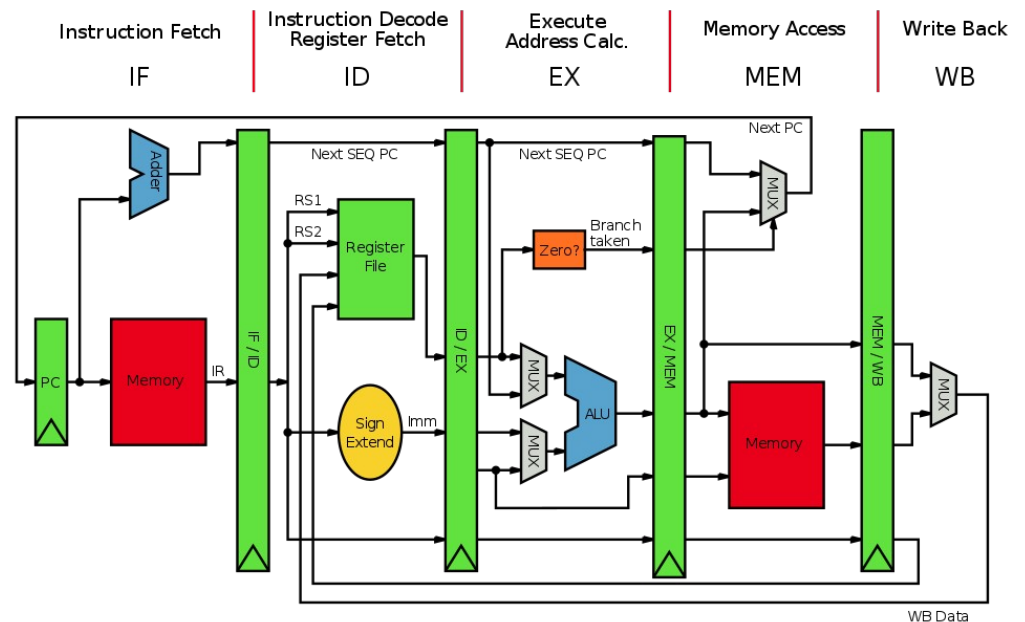 Instruction Fetch
Instruction Decode
Register Fetch
Execute
Address Calc.
Memory Access
Write Back
IF
ID
EX
MEM
WB
Next PC
Adder
Next SEQ PC
Next SEQ PC
MUX
RS1
RS2
Register
File
Branch
taken
Zero?
IF / ID
ID / EX
EX / MEM
MEM / WB
PC
Memory
IR
MUX
ALU
MUX
Sign
Extend
Imm
MUX
Memory
WB Data